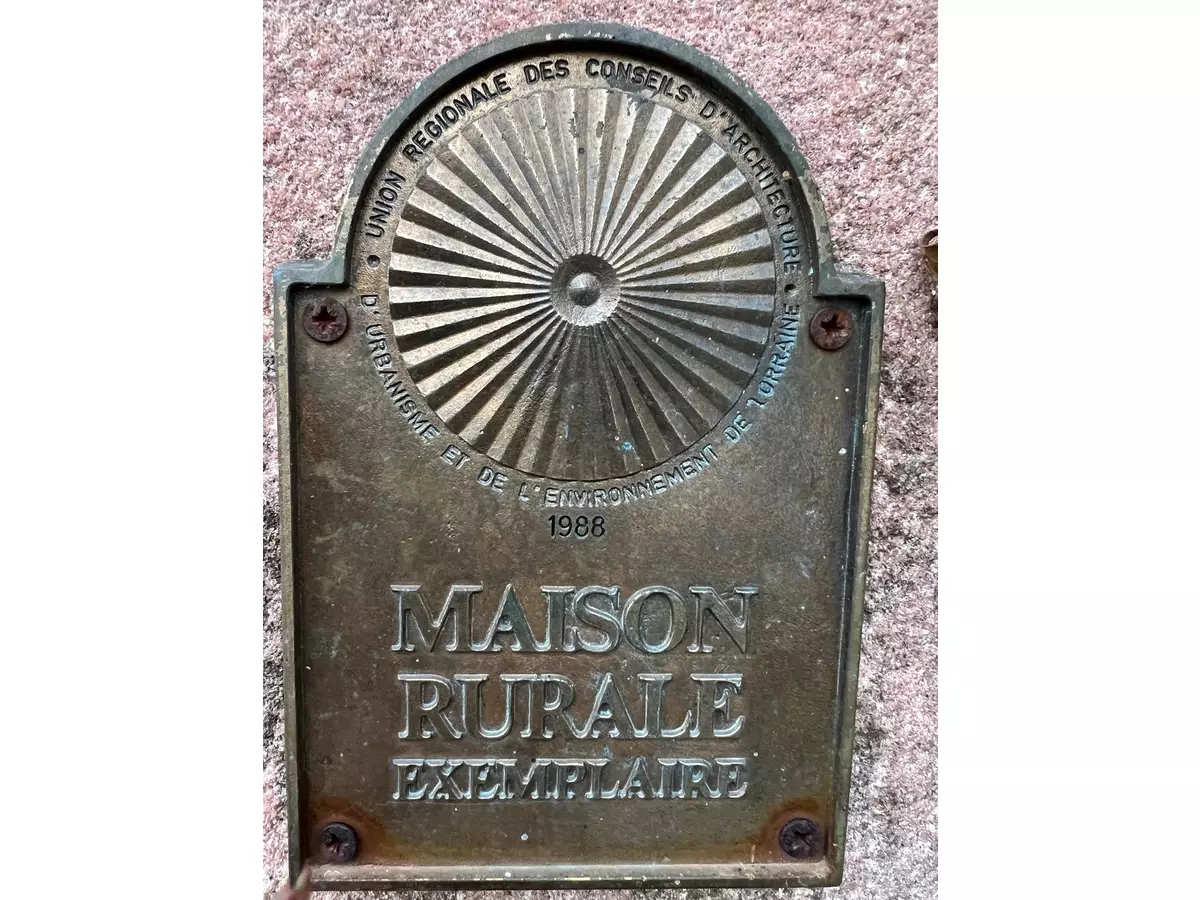 • UNION REGIONALE DES CONSEILS D'ARCHITECTURE •
D'URBANISME ET DE L'ENVIRONNEMENT DE LORRAINE
1988
MAISON
RURALE
EXEMPLAIRE